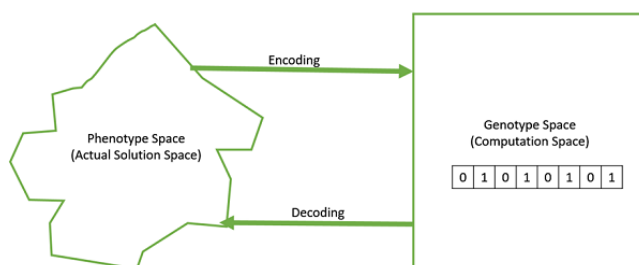 Encoding
Phenotype Space
(Actual Solution Space)
Genotype Space
(Computation Space)
0 1 0 1 0 1 0 1
Decoding